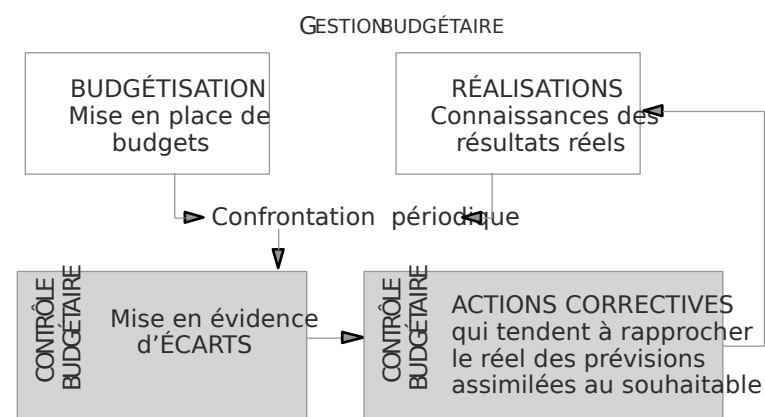 GESTION BUDGÉTAIRE
BUDGÉTISATION
Mise en place de
budgets
RÉALISATIONS
Connaissances des
résultats réels
Confrontation périodique
CONTRÔLE
BUDGÉTAIRE
Mise en évidence
d’ÉCARTS
CONTRÔLE
BUDGÉTAIRE
ACTIONS CORRECTIVES
qui tendent à rapprocher
le réel des prévisions
assimilées au souhaitable